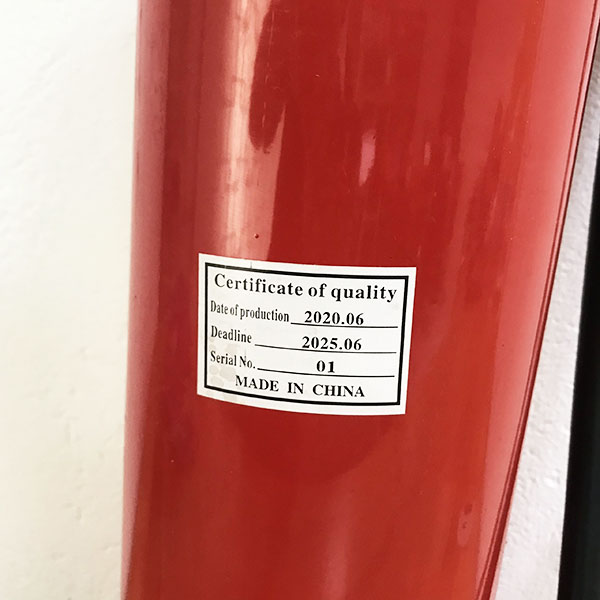 Certificate of quality
Date of production 2020.06
Deadline 2025.06
Serial No. 01
MADE IN CHINA